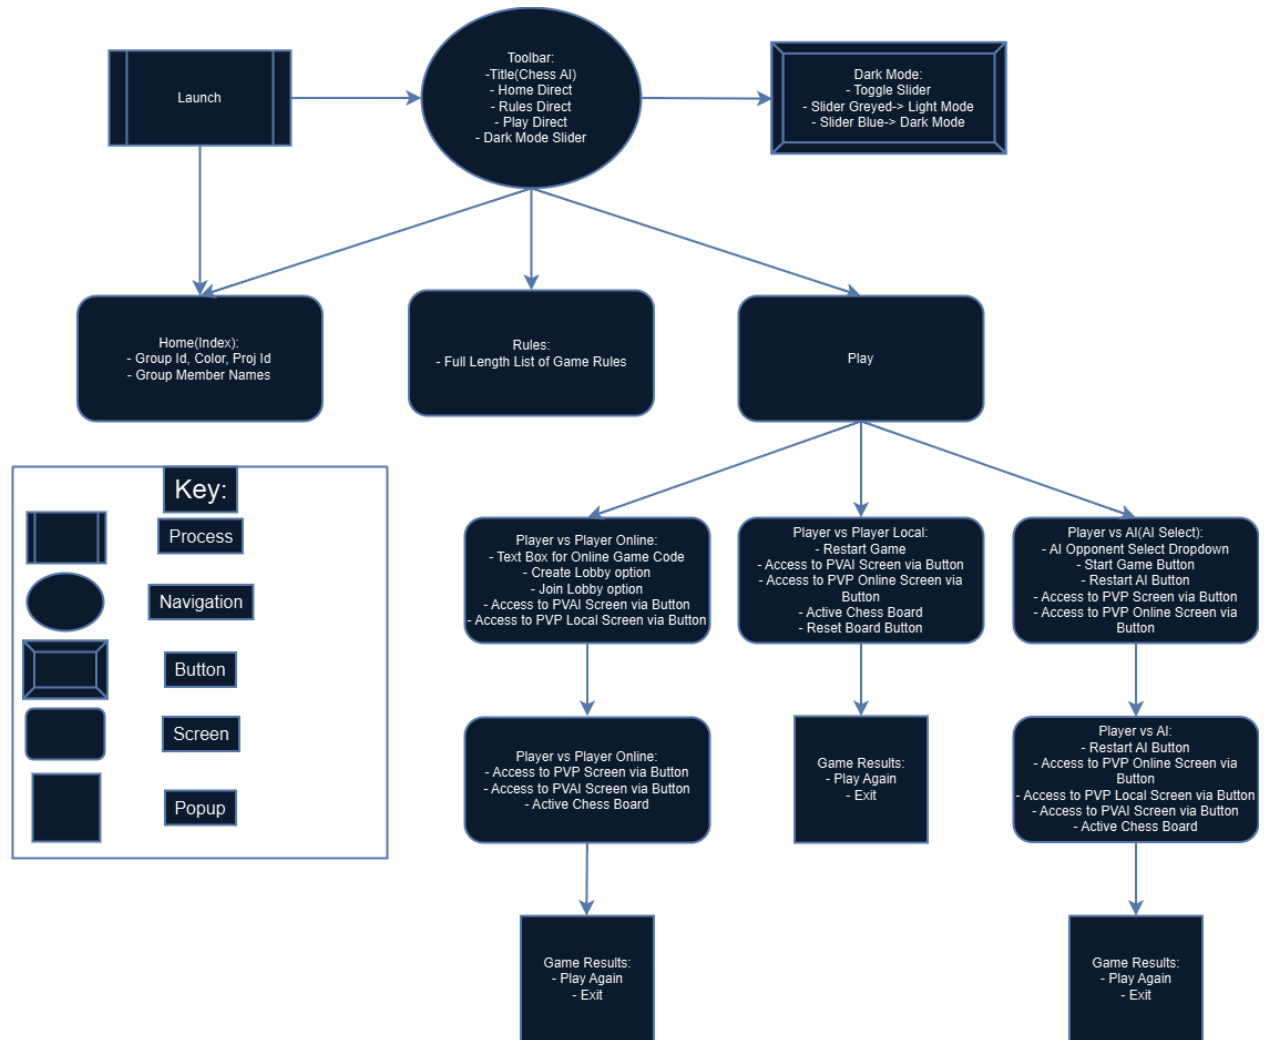 Launch
Toolbar:
-Title(Chess AI)
- Home Direct
- Rules Direct
- Play Direct
- Dark Mode Slider
Dark Mode:
- Toggle Slider
- Slider Greyed-> Light Mode
- Slider Blue-> Dark Mode
Home(Index):
- Group Id, Color, Proj Id
- Group Member Names
Rules:
- Full Length List of Game Rules
Play
Key:
Process
Navigation
Button
Screen
Popup
Player vs Player Online:
- Text Box for Online Game Code
- Create Lobby option
- Join Lobby option
- Access to PVAI Screen via Button
- Access to PVP Local Screen via Button
Player vs Player Local:
- Restart Game
- Access to PVAI Screen via Button
- Access to PVP Online Screen via
Button
- Active Chess Board
- Reset Board Button
Player vs AI(AI Select):
- AI Opponent Select Dropdown
- Start Game Button
- Restart AI Button
- Access to PVP Screen via Button
- Access to PVP Online Screen via
Button
Player vs Player Online:
- Access to PVP Screen via Button
- Access to PVAI Screen via Button
- Active Chess Board
Game Results:
- Play Again
- Exit
Player vs AI:
- Restart AI Button
- Access to PVP Online Screen via
Button
- Access to PVP Local Screen via Button
- Access to PVAI Screen via Button
- Active Chess Board
Game Results:
- Play Again
- Exit
Game Results:
- Play Again
- Exit